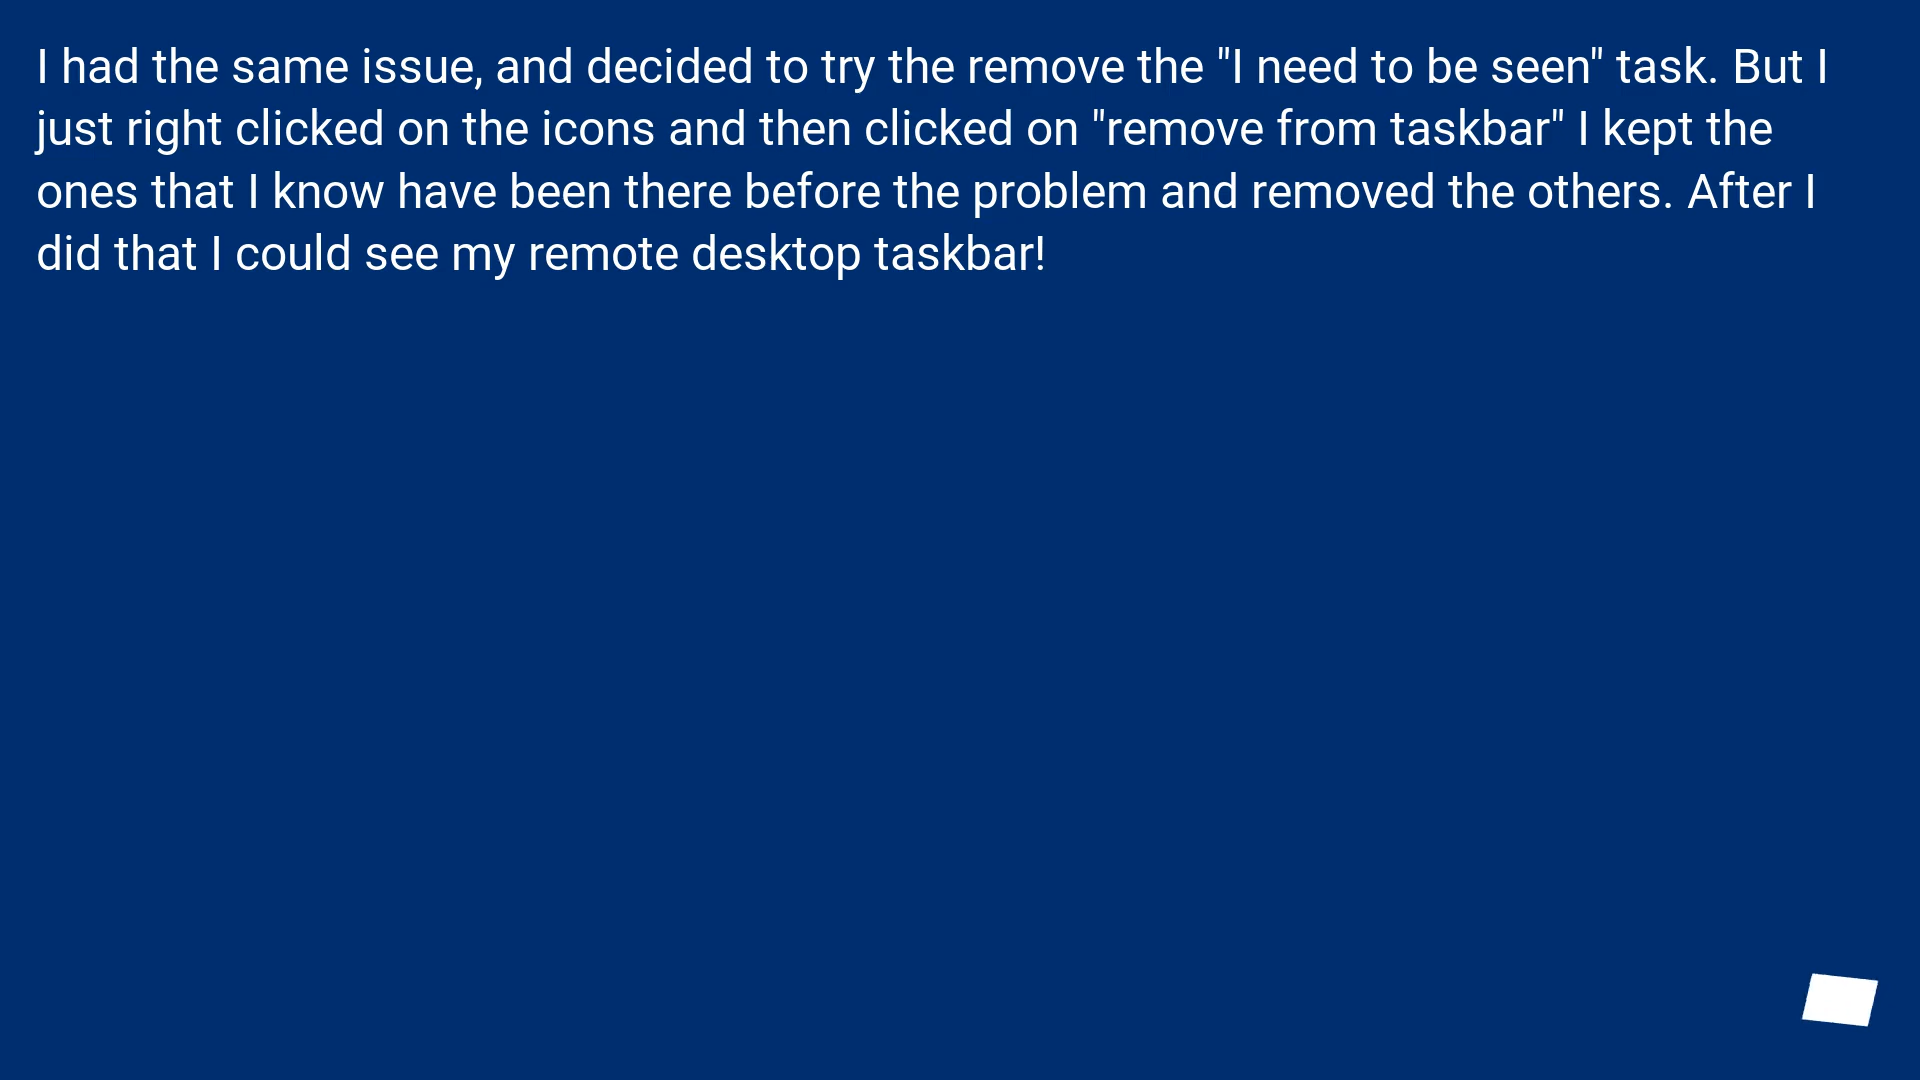 I had the same issue, and decided to try the remove the "I need to be seen" task. But I
just right clicked on the icons and then clicked on "remove from taskbar" I kept the
ones that I know have been there before the problem and removed the others. After I
did that I could see my remote desktop taskbar!